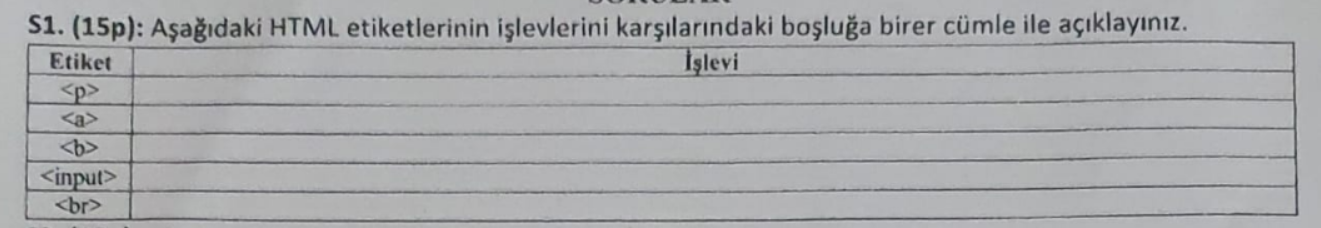 S1. (15p): Aşağıdaki HTML etiketlerinin işlevlerini karşılarındaki boşluğa birer cümle ile açıklayınız.
Etiket İşlevi
<p>
<a>
<b>
<input>
<br>